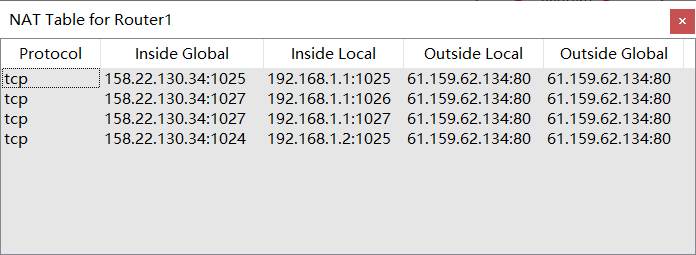 NAT Table for Router1
Protocol Inside Global Inside Local Outside Local Outside Global
tcp 158.22.130.34:1025 192.168.1.1:1025 61.159.62.134:80 61.159.62.134:80
tcp 158.22.130.34:1027 192.168.1.1:1026 61.159.62.134:80 61.159.62.134:80
tcp 158.22.130.34:1027 192.168.1.1:1027 61.159.62.134:80 61.159.62.134:80
tcp 158.22.130.34:1024 192.168.1.2:1025 61.159.62.134:80 61.159.62.134:80